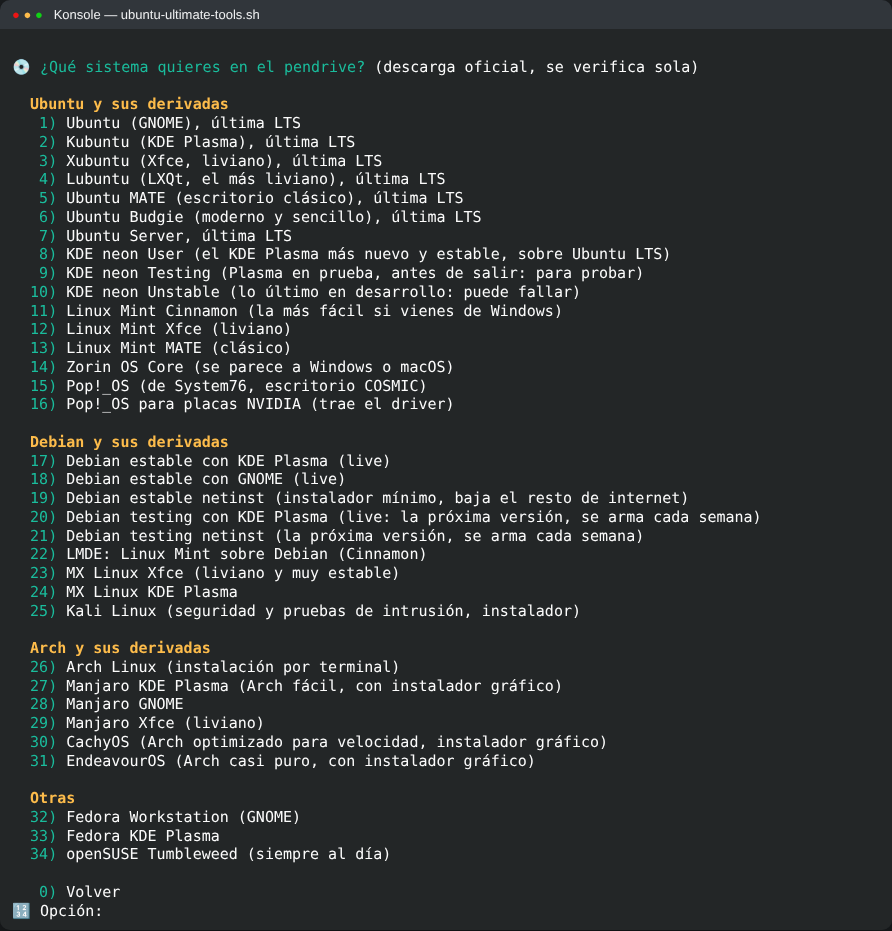 Konsole — ubuntu-ultimate-tools.sh
¿Qué sistema quieres en el pendrive? (descarga oficial, se verifica sola)
Ubuntu y sus derivadas
1) Ubuntu (GNOME), última LTS
2) Kubuntu (KDE Plasma), última LTS
3) Xubuntu (Xfce, liviano), última LTS
4) Lubuntu (LXQt, el más liviano), última LTS
5) Ubuntu MATE (escritorio clásico), última LTS
6) Ubuntu Budgie (moderno y sencillo), última LTS
7) Ubuntu Server, última LTS
8) KDE neon User (el KDE Plasma más nuevo y estable, sobre Ubuntu LTS)
9) KDE neon Testing (Plasma en prueba, antes de salir: para probar)
10) KDE neon Unstable (lo último en desarrollo: puede fallar)
11) Linux Mint Cinnamon (la más fácil si vienes de Windows)
12) Linux Mint Xfce (liviano)
13) Linux Mint MATE (clásico)
14) Zorin OS Core (se parece a Windows o macOS)
15) Pop!_OS (de System76, escritorio COSMIC)
16) Pop!_OS para placas NVIDIA (trae el driver)
Debian y sus derivadas
17) Debian estable con KDE Plasma (live)
18) Debian estable con GNOME (live)
19) Debian estable netinst (instalador mínimo, baja el resto de internet)
20) Debian testing con KDE Plasma (live: la próxima versión, se arma cada semana)
21) Debian testing netinst (la próxima versión, se arma cada semana)
22) LMDE: Linux Mint sobre Debian (Cinnamon)
23) MX Linux Xfce (liviano y muy estable)
24) MX Linux KDE Plasma
25) Kali Linux (seguridad y pruebas de intrusión, instalador)
Arch y sus derivadas
26) Arch Linux (instalación por terminal)
27) Manjaro KDE Plasma (Arch fácil, con instalador gráfico)
28) Manjaro GNOME
29) Manjaro Xfce (liviano)
30) CachyOS (Arch optimizado para velocidad, instalador gráfico)
31) EndeavourOS (Arch casi puro, con instalador gráfico)
Otras
32) Fedora Workstation (GNOME)
33) Fedora KDE Plasma
34) openSUSE Tumbleweed (siempre al día)
0) Volver
🔢 Opción: